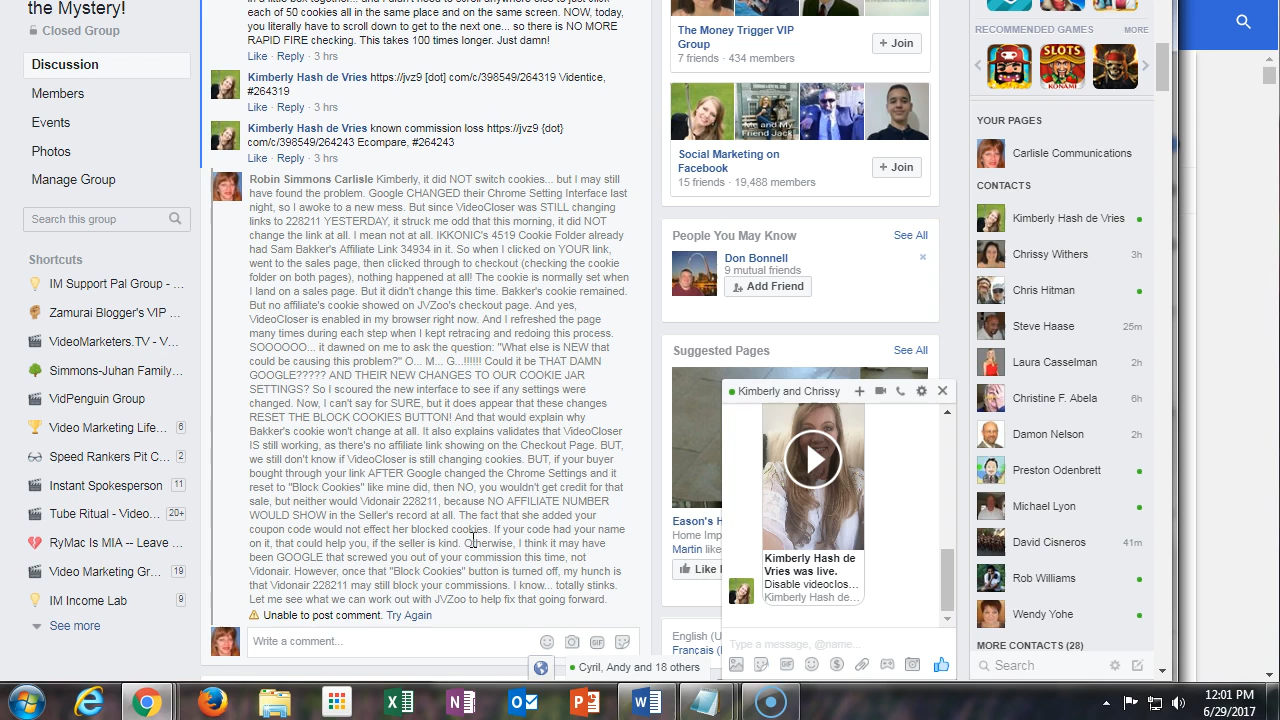 the Mystery!
Closed Group
Discussion
Members
Events
Photos
Manage Group
Search this group
Shortcuts
IM Support Pal Group - ...
Zamurai Blogger's VIP ...
VideoMarketers.TV - V...
Simmons-Juhan Family...
VidPenguin Group
Video Marketing Life... 6
Speed Rankers Pit C... 2
Instant Spokesperson 11
Tube Ritual - Video... 20+
RyMac Is MIA -- Leave ...
Video Marketing Gr... 19
IM Income Lab 9
See more
each of 50 cookies all in the same place and on the same screen. NOW, today,
you list few have to scroll down to get to the next one... so there is NO MORE
RAPID FIRE checking. This takes 10 times longer. Just damn!
Like · Reply · 3 hrs
Kimberly Hash de Vries https://jvz9 [dot] com/c/398549/264319 Videntice,
#264319
Like · Reply · 3 hrs
Kimberly Hash de Vries known commission lost https://jvz9 {dot}
com/c/398549/264243 Ecompare, #264243
Like · Reply · 3 hrs
Robin Simmons Carlisle Kimberly, it did NOT switch cookies... but I may still
have found the problem. Google CHANGED their Chrome Setting Interface last
night, so I awoke to a new mess. But since VideoCloser was STILL changing
links to 228211 YESTERDAY, it struck me odd that this morning, it did NOT
change that link at all. I mean not at all. IKKONIC's 4519 Cookie Folder already
had Sam Bakker's Affiliate Link 34934 in it. So when I clicked on YOUR link,
went to the sales page, then clicked through to checkout (checking the cookie
folder on both pages), nothing happened at all! The cookie is normally set when
I land on sales page. But it didn't change the time. Bakker's cookie remained.
But no affiliate's cookie showed on JVZoo's checkout page. And yes,
VideoCloser is enabled in my browser right now. And I refreshed the page
many times during each step when I kept retracing and redoing this process.
SOOOOO.... it dawned on me to ask the question: "What else is NEW that
could be causing this problem?" O... M... G...!!!!!! Could it be THAT DAMN
GOOGLE????? AND THEIR NEW CHANGES TO OUR COOKIE JAR
SETTINGS? So I scoured the new interface to see if any settings were
changed. Now, I can't say for SURE, but it does appear that these changes
RESET THE BLOCK COOKIES BUTTON! And that would explain why
Bakker's cookie won't change at all. It also explains validates that VideoCloser
IS still working, as there's no affiliate link showing on the Checkout Page. BUT,
we still don't know if VideoCloser is still changing cookies. BUT, if your buyer
bought through your link AFTER Google changed the Chrome Settings and it
reset to "Block Cookies" like mine did, then NO, you wouldn't get credit for that
sale, but neither would Vidonair 228211, because NO AFFILIATE NUMBER
WOULD SHOW in the Seller's record at all. The fact that she added your
coupon code would not effect her blocked cookies. If your code had your name
on it, that could help you, if the seller is kind. Otherwise, I think it may have
been GOOGLE that screwed you out of your commission this time, not
Vidonair. However, once that "Block Cookies" button is turned off, my hunch is
that Vidonair 228211 may still block your commissions. I know... totally stinks.
Let me see what we can work out with JVZoo to help fix that going forward.
Unable to post comment. Try Again
Write a comment...
The Money Trigger VIP
Group
7 friends · 434 members
+ Join
Me and My
Friend Jack
Social Marketing on
Facebook
15 friends · 19,488 members
+ Join
People You May Know See All
Don Bonnell
9 mutual friends
Add Friend
Suggested Pages See All
Eason's H
Home Imp
Martin like
Like
English (U
Français (
Kimberly and Chrissy
Kimberly Hash de
Vries was live.
Disable videoclos...
Kimberly Hash de...
Type a message, @name...
Cyril, Andy and 18 others
RECOMMENDED GAMES MORE
SLOTS
KONAMI
YOUR PAGES
Carlisle Communications
CONTACTS
Kimberly Hash de Vries
Chrissy Withers 3h
Chris Hitman
Steve Haase 25m
Laura Casselman 2h
Christine F. Abela 6h
Damon Nelson 2h
Preston Odenbrett
Michael Lyon
David Cisneros 41m
Rob Williams
Wendy Yohe
MORE CONTACTS (28)
Search
12:01 PM
6/29/2017